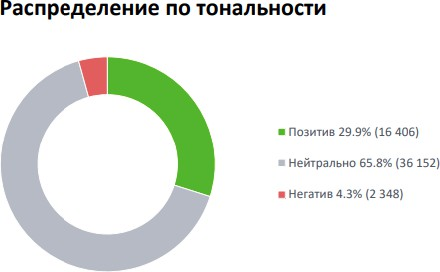 Распределение по тональности
Позитив 29.9% (16 406)
Нейтрально 65.8% (36 152)
Негатив 4.3% (2 348)